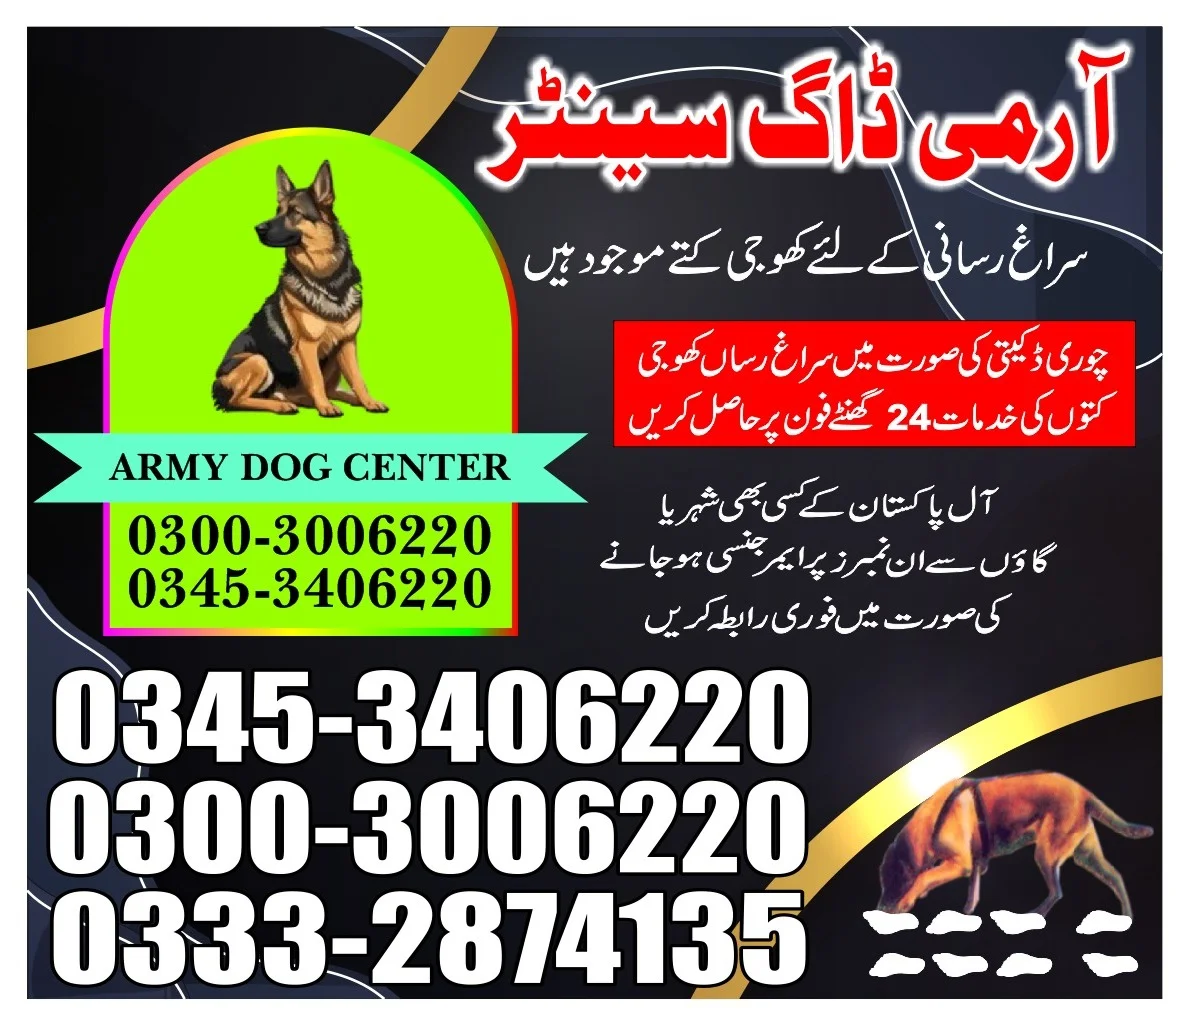 آرمی ڈاگ سینٹر
سراغ رسانی کے لئے کھوجی کتے موجود ہیں
چوری ڈکیتی کی صورت میں سراغ رساں کھوجی
کتوں کی خدمات 24 گھنٹے فون پر حاصل کریں
ARMY DOG CENTER
0300-3006220
0345-3406220
آل پاکستان کے کسی بھی شہر یا
گاؤں سے ان نمبرز پر ایمرجنسی ہو جانے
کی صورت میں فوری رابطہ کریں
0345-3406220
0300-3006220
0333-2874135